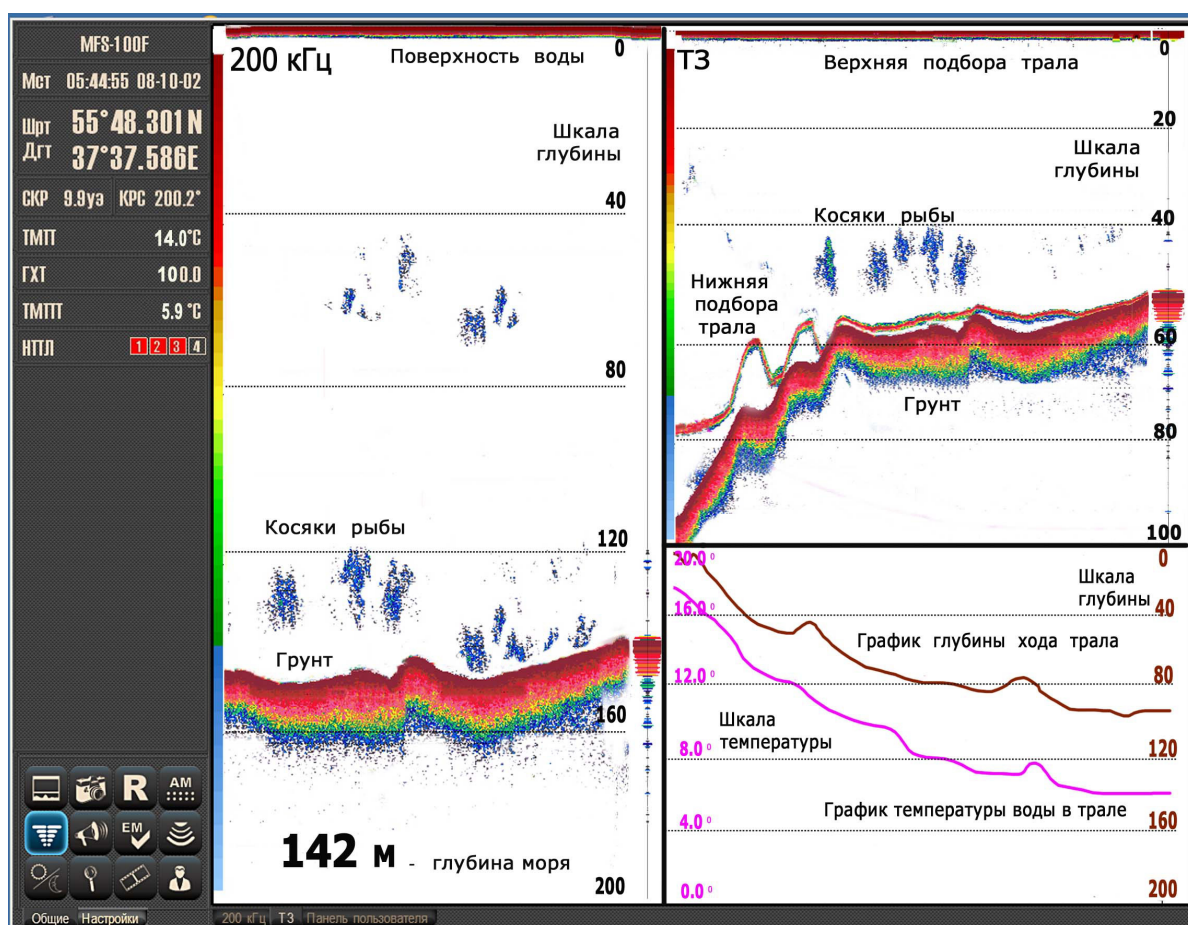 MFS-100F
Мст 05:44:55 08-10-02
Шрт 55°48.301N
Дгт 37°37.586E
СКР 9.9уэ КРС 200.2°
ТМП 14.0°C
ГХТ 100.0
ТМПТ 5.9 °C
НПЛ 1 2 3 4
R
AM
EM
Общие Настройки
200 кГц
Поверхность воды
0
Шкала
глубины
40
80
Косяки рыбы
120
Грунт
160
142 м - глубина моря
200
ТЗ
Верхняя подбора трала
0
20
Шкала
глубины
Косяки рыбы
40
Нижняя
подбора
трала
60
Грунт
80
100
20.0°
0
Шкала
глубины
16.0°
40
График глубины хода трала
12.0°
80
Шкала
температуры
8.0°
120
График температуры воды в трале
4.0°
160
0.0°
200
200 кГц ТЗ Панель пользователя